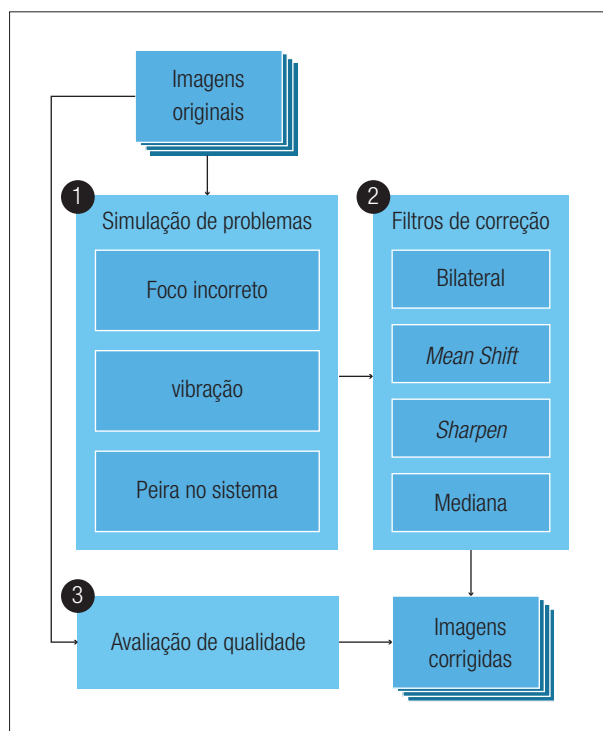 Imagens
originais
1
Simulação de problemas
Foco incorreto
vibração
Peira no sistema
2
Filtros de correção
Bilateral
Mean Shift
Sharpen
Mediana
3
Avaliação de qualidade
Imagens
corrigidas